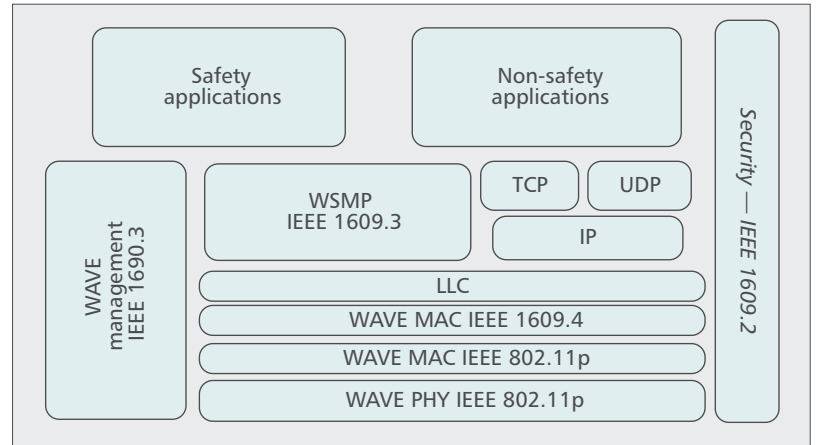 Safety
applications
Non-safety
applications
Security — IEEE 1609.2
WAVE
management
IEEE 1690.3
WSMP
IEEE 1609.3
TCP
UDP
IP
LLC
WAVE MAC IEEE 1609.4
WAVE MAC IEEE 802.11p
WAVE PHY IEEE 802.11p